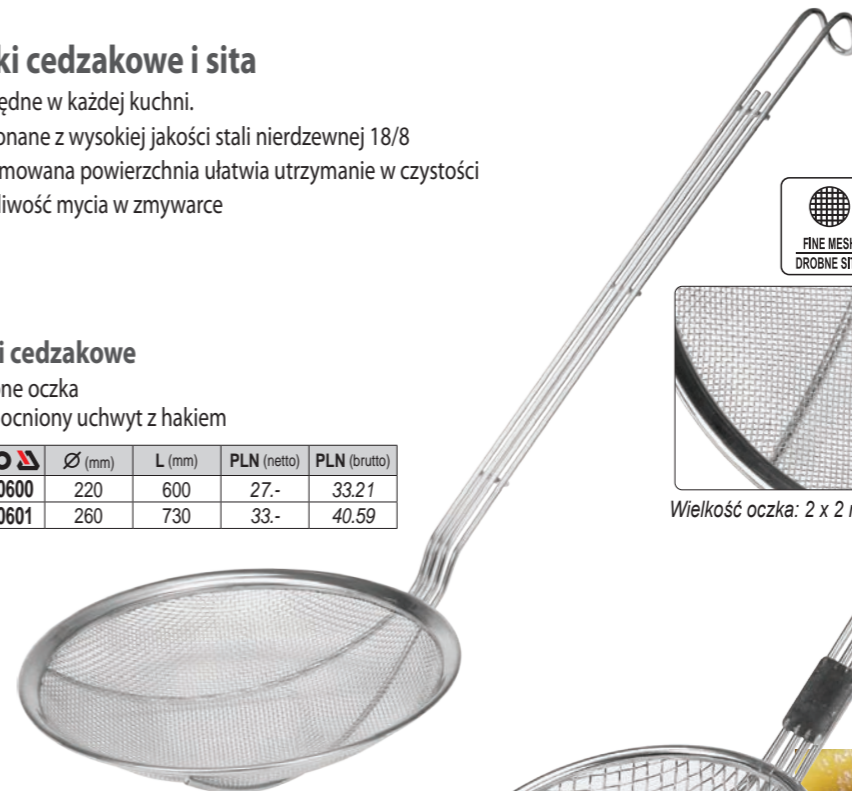 ki cedzakowe i sita
ędne w każdej kuchni.
onane z wysokiej jakości stali nierdzewnej 18/8
mowana powierzchnia ułatwia utrzymanie w czystości
liwość mycia w zmywarce
FINE MESH
DROBNE SIT
i cedzakowe
ne oczka
ocniony uchwyt z hakiem
Ø (mm) L (mm) PLN (netto) PLN (brutto)
0600 220 600 27.- 33.21
0601 260 730 33.- 40.59
Wielkość oczka: 2 x 2